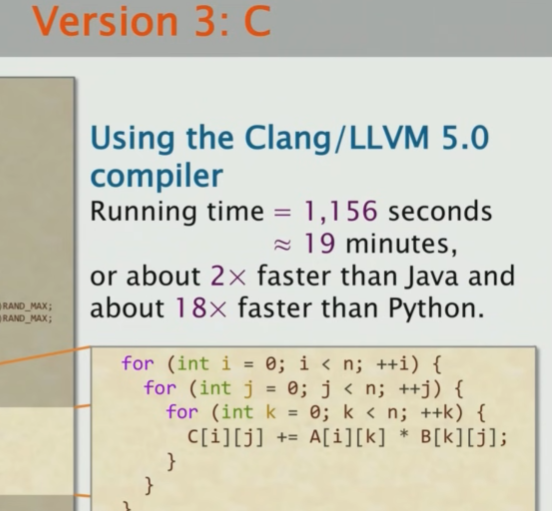 Version 3: C
Using the Clang/LLVM 5.0
compiler
Running time = 1,156 seconds
≈ 19 minutes,
or about 2× faster than Java and
about 18× faster than Python.
RAND_MAX;
RAND_MAX;
for (int i = 0; i < n; ++i) {
for (int j = 0; j < n; ++j) {
for (int k = 0; k < n; ++k) {
C[i][j] += A[i][k] * B[k][j];
}
}
}